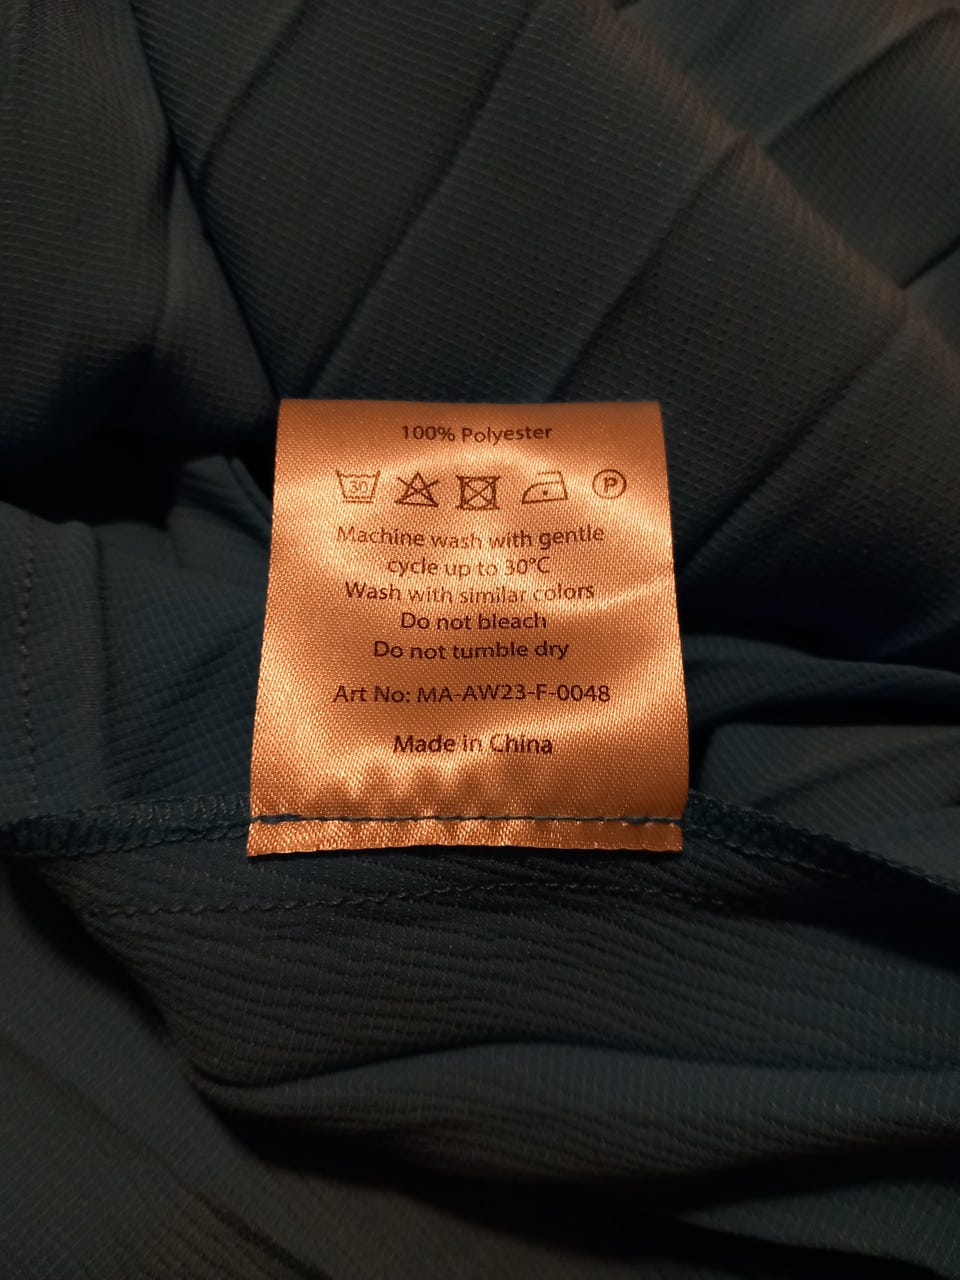 100% Polyester
30 P
Machine wash with gentle
cycle up to 30°C
Wash with similar colors
Do not bleach
Do not tumble dry
Art No: MA-AW23-F-0048
Made in China